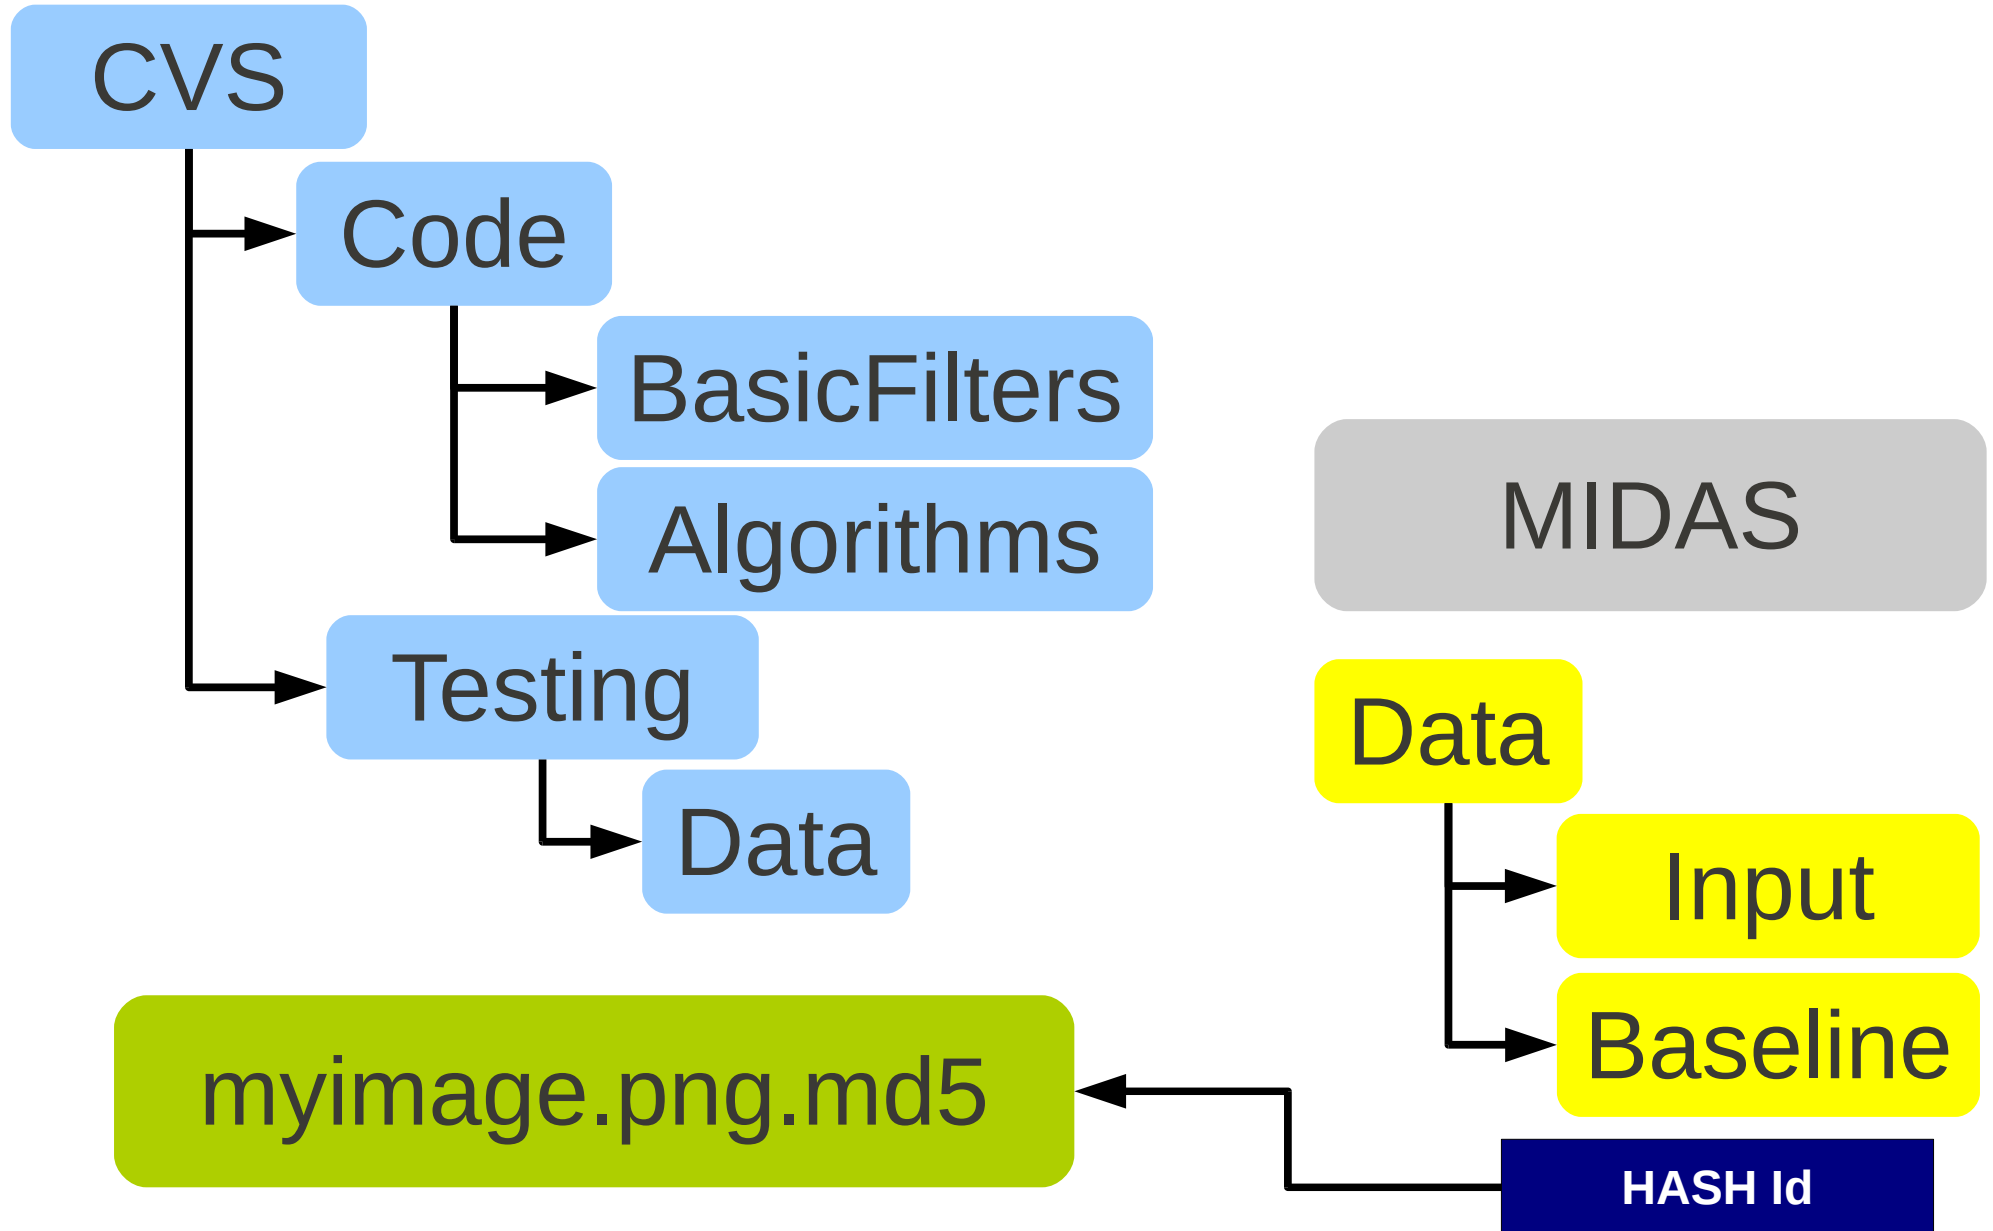 CVS
Code
BasicFilters
Algorithms
Testing
Data
myimage.png.md5
MIDAS
Data
Input
Baseline
HASH Id